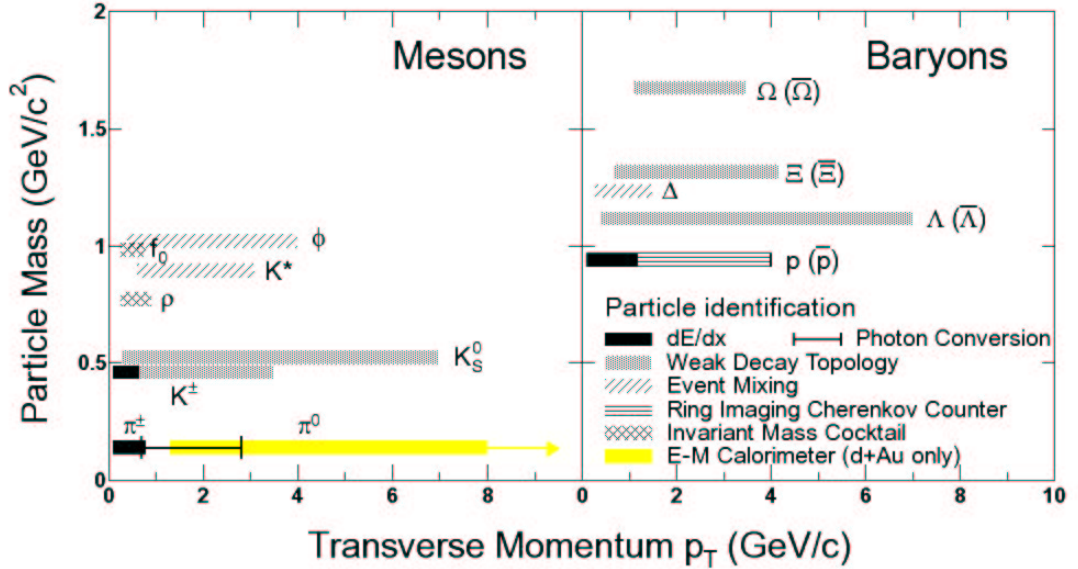 Mesons
Baryons
Particle Mass (GeV/c²)
2
1.5
1
0.5
0
Ω (Ω̅)
Ξ (Ξ̅)
Δ
Λ (Λ̅)
p (p̅)
ϕ
f₀
K*
ρ
K⁰S
K±
π±
π⁰
Particle identification
dE/dx
Photon Conversion
Weak Decay Topology
Event Mixing
Ring Imaging Cherenkov Counter
Invariant Mass Cocktail
E-M Calorimeter (d+Au only)
0 2 4 6 8 0 2 4 6 8 10
Transverse Momentum pT (GeV/c)